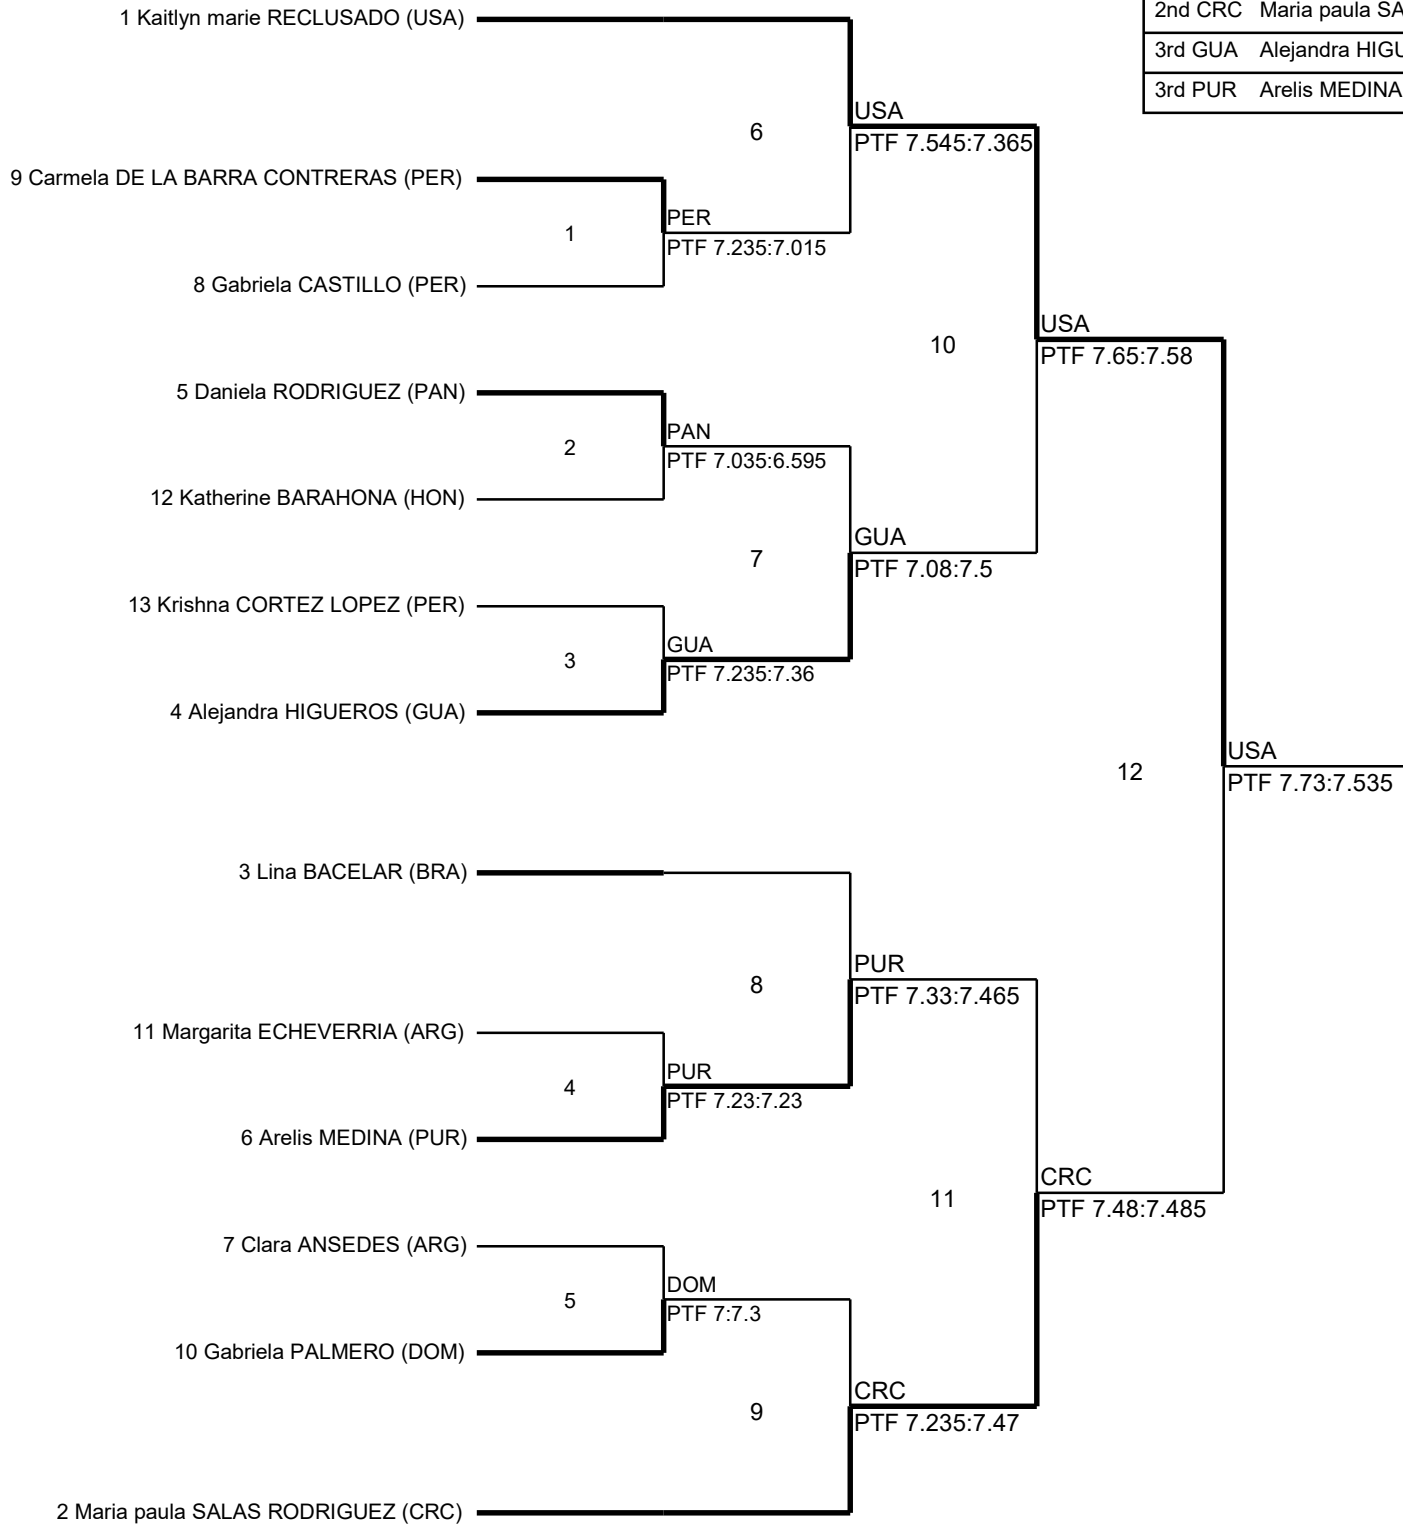 1 Kaitlyn marie RECLUSADO (USA)
2nd CRC Maria paula
3rd GUA Alejandra
3rd PUR Arelis MEDINA
USA
6
PTF 7.545:7.365
9 Carmela DE LA BARRA CONTRERAS (PER)
PER
1
PTF 7.235:7.015
8 Gabriela CASTILLO (PER)
USA
10
PTF 7.65:7.58
5 Daniela RODRIGUEZ (PAN)
PAN
2
PTF 7.035:6.595
12 Katherine BARAHONA (HON)
GUA
7
PTF 7.08:7.5
13 Krishna CORTEZ LOPEZ (PER)
GUA
3
PTF 7.235:7.36
4 Alejandra HIGUEROS (GUA)
USA
12
PTF 7.73:7.535
3 Lina BACELAR (BRA)
PUR
8
PTF 7.33:7.465
11 Margarita ECHEVERRIA (ARG)
PUR
4
PTF 7.23:7.23
6 Arelis MEDINA (PUR)
CRC
11
PTF 7.48:7.485
7 Clara ANSEDES (ARG)
DOM
5
PTF 7:7.3
10 Gabriela PALMERO (DOM)
CRC
9
PTF 7.235:7.47
2 Maria paula SALAS RODRIGUEZ (CRC)